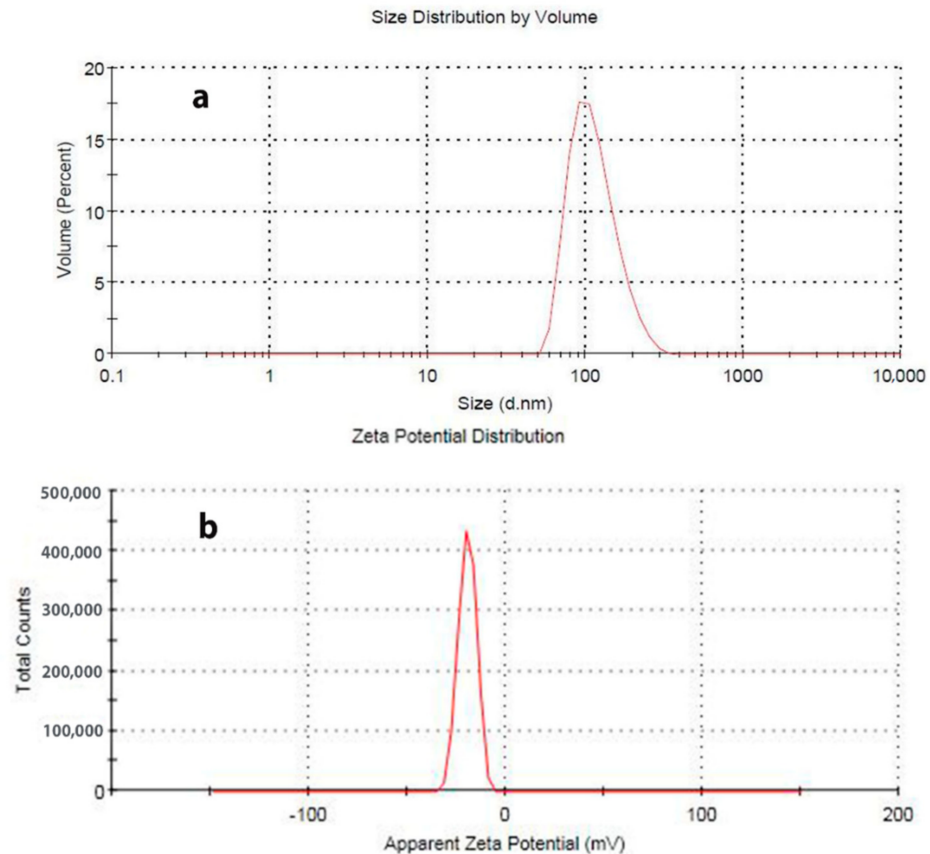 Size Distribution by Volume
20
a
15
Volume (Percent)
10
5
0
0.1 1 10 100 1000 10,000
Size (d.nm)
Zeta Potential Distribution
500,000
b
400,000
300,000
Total Counts
200,000
100,000
0
-100 0 100 200
Apparent Zeta Potential (mV)